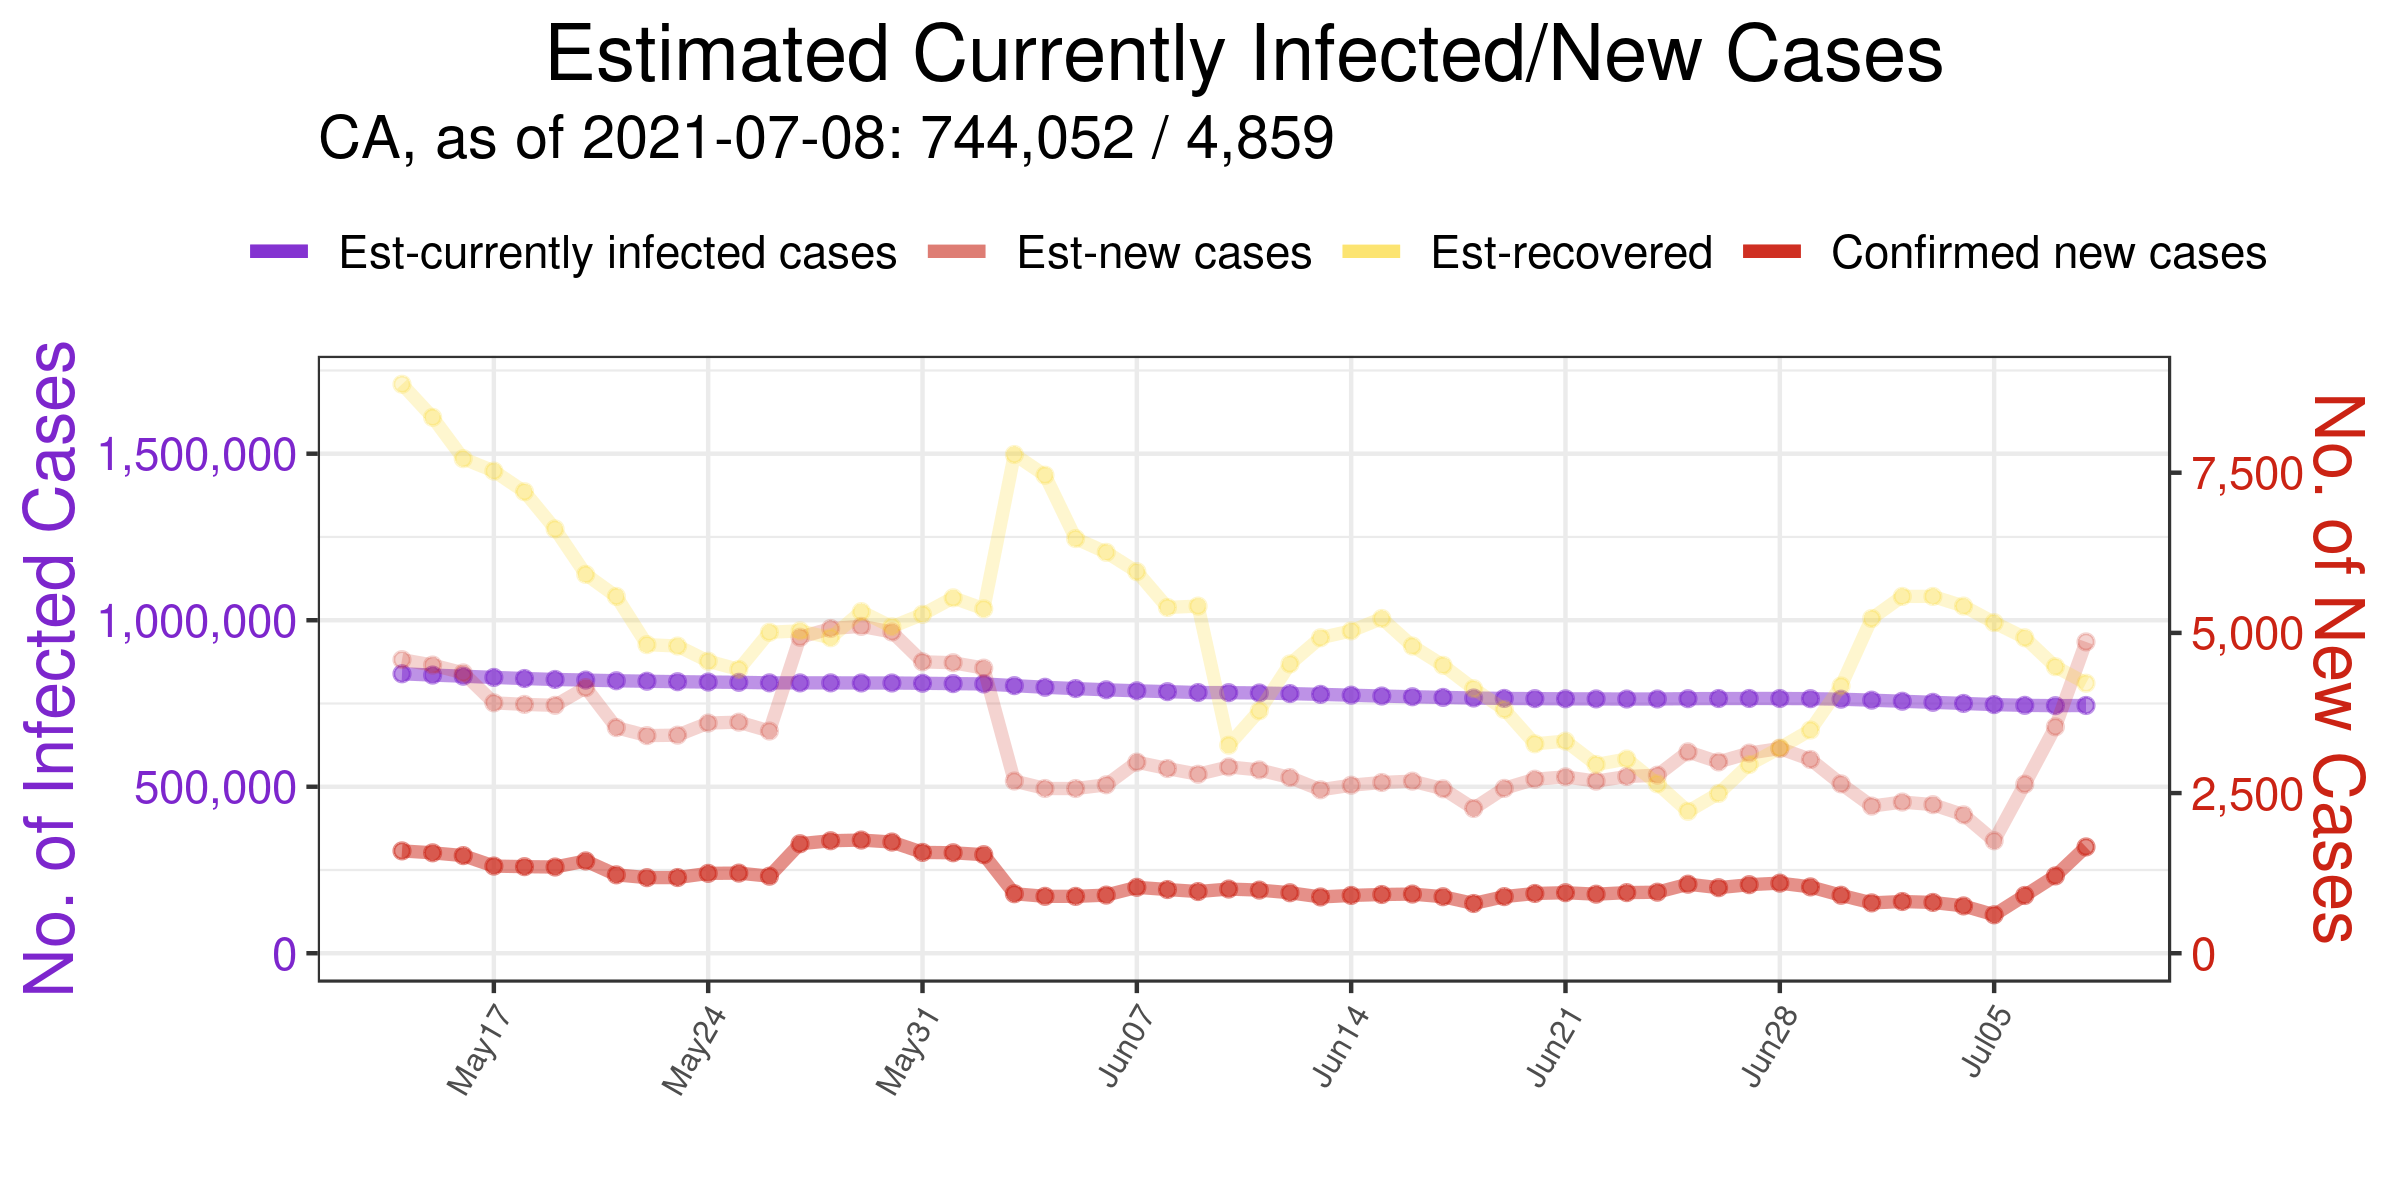 Estimated Currently Infected/New Cases
CA, as of 2021-07-08: 744,052 / 4,859
Est-currently infected cases Est-new cases Est-recovered Confirmed new cases
No. of Infected Cases
1,500,000
1,000,000
500,000
0
7,500
5,000
2,500
0
No. of New Cases
May17 May24 May31 Jun07 Jun14 Jun21 Jun28 Jul05